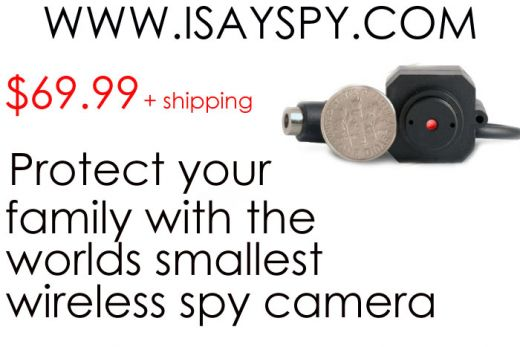 WWW.ISAYSPY.COM
$69.99 + shipping
Protect your
family with the
worlds smallest
wireless spy camera